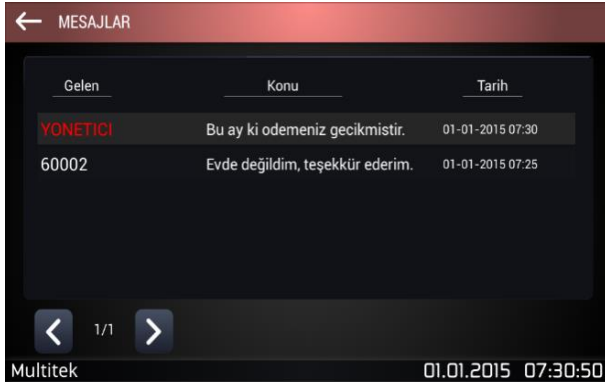 MESAJLAR
Gelen Konu Tarih
YONETICI Bu ay ki odemeniz gecikmistir. 01-01-2015 07:30
60002 Evde değildim, teşekkür ederim. 01-01-2015 07:25
1/1
Multitek 01.01.2015 07:30:50